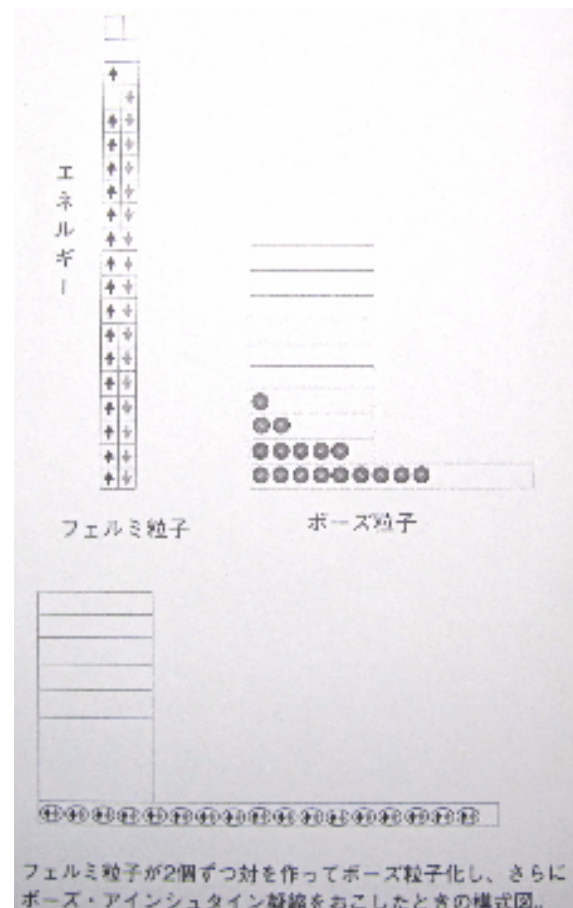 エネルギー
フェルミ粒子
ボーズ粒子
フェルミ粒子が2個ずつ対を作ってボーズ粒子化し、さらに
ボーズ・アインシュタイン凝縮をおこしたときの模式図。